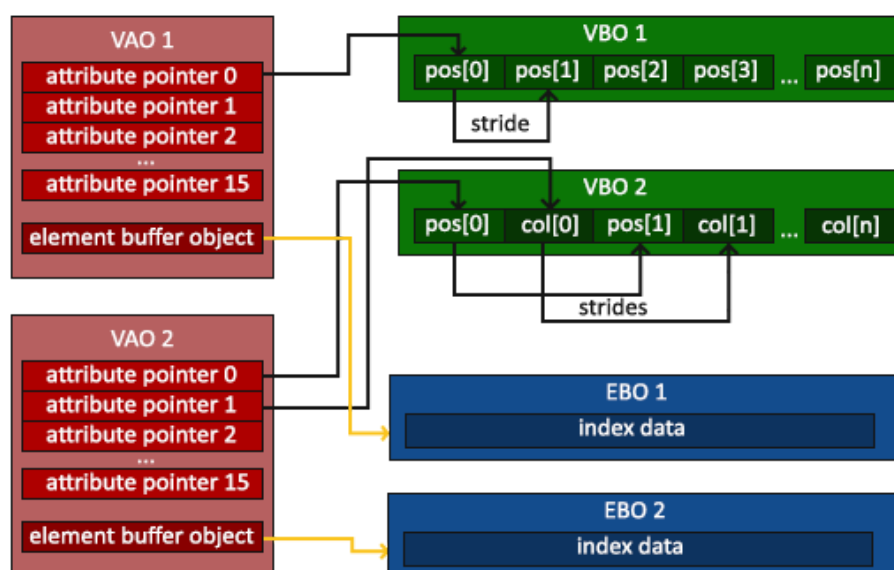 VAO 1
attribute pointer 0
attribute pointer 1
attribute pointer 2
...
attribute pointer 15
element buffer object
VBO 1
pos[0] pos[1] pos[2] pos[3] ... pos[n]
stride
VBO 2
pos[0] col[0] pos[1] col[1] ... col[n]
strides
VAO 2
attribute pointer 0
attribute pointer 1
attribute pointer 2
...
attribute pointer 15
element buffer object
EBO 1
index data
EBO 2
index data